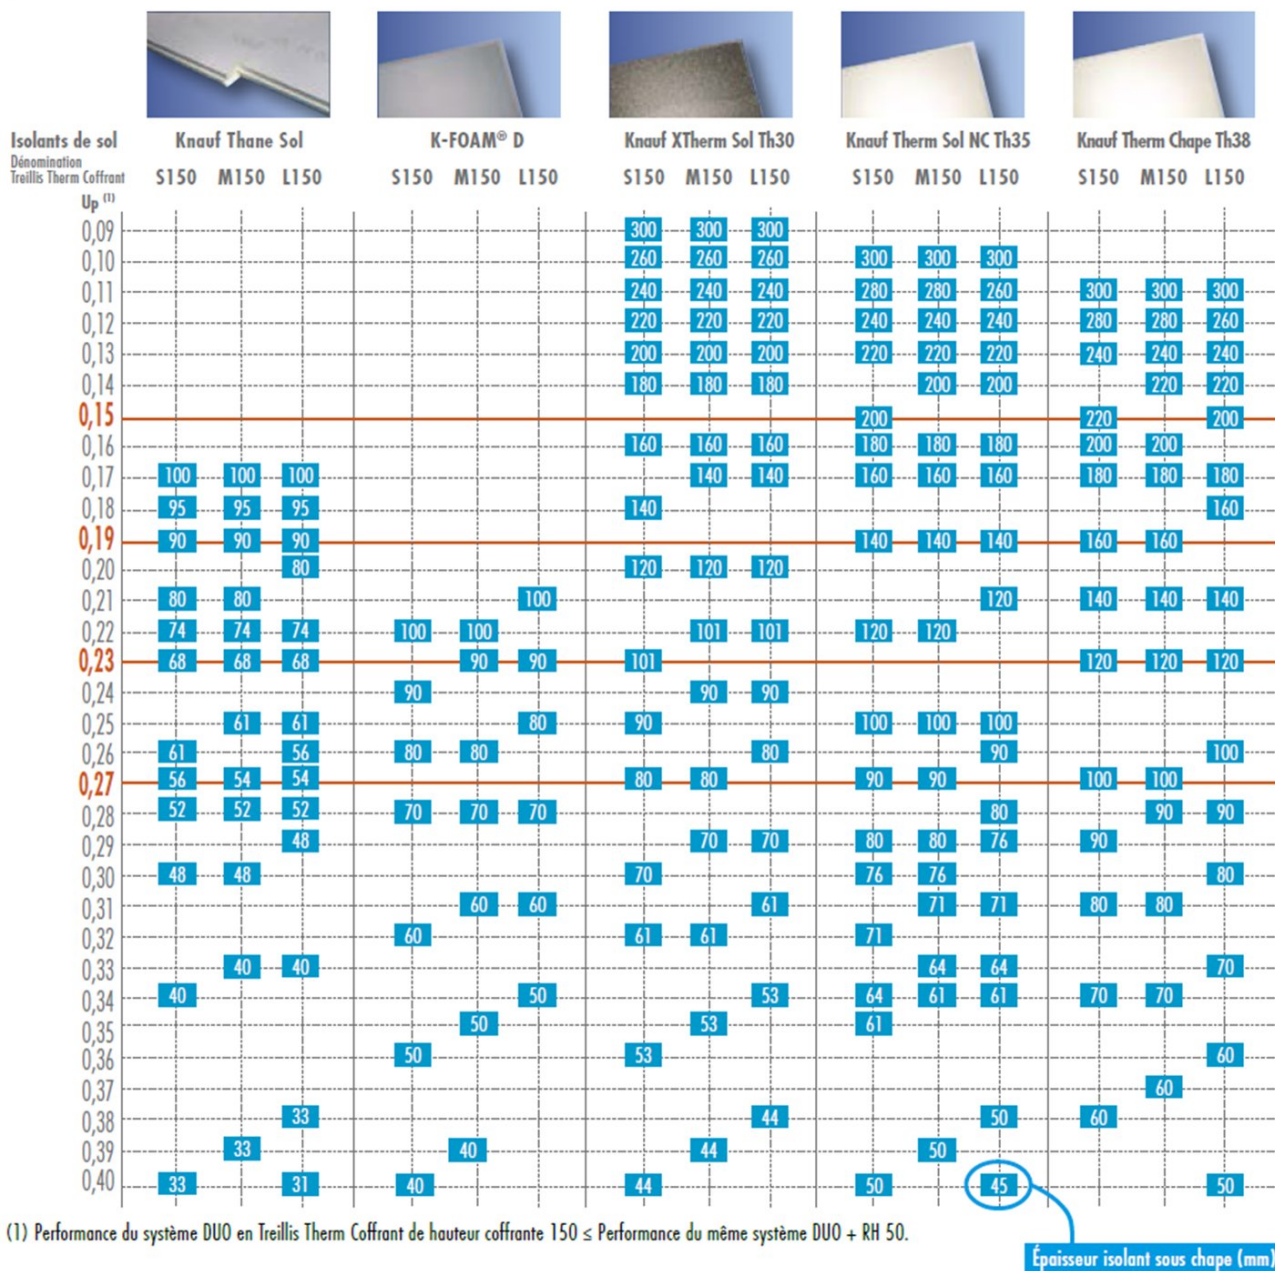 Isolants de sol Knauf Thane Sol K-FOAM® D Knauf XTherm Sol Th30 Knauf Therm Sol NC Th35 Knauf Therm Chape Th38
Dénomination
Treillis Therm Coffrant S150 M150 L150 S150 M150 L150 S150 M150 L150 S150 M150 L150 S150 M150 L150
Up (1)
0,09 300 300 300
0,10 260 260 260 300 300 300
0,11 240 240 240 280 280 260 300 300 300
0,12 220 220 220 240 240 240 280 280 260
0,13 200 200 200 220 220 220 240 240 240
0,14 180 180 180 200 200 220 220
0,15 200 220 200
0,16 160 160 160 180 180 180 200 200
0,17 100 100 100 140 140 160 160 160 180 180 180
0,18 95 95 95 140 160
0,19 90 90 90 140 140 140 160 160
0,20 80 120 120 120
0,21 80 80 100 120 140 140 140
0,22 74 74 74 100 100 101 101 120 120
0,23 68 68 68 90 90 101 120 120 120
0,24 90 90 90
0,25 61 61 80 90 100 100 100
0,26 61 56 80 80 80 90 100
0,27 56 54 54 80 80 90 90 100 100
0,28 52 52 52 70 70 70 80 90 90
0,29 48 70 70 80 80 76 90
0,30 48 48 70 76 76 80
0,31 60 60 61 71 71 80 80
0,32 60 61 61 71
0,33 40 40 64 64 70
0,34 40 50 53 64 61 61 70 70
0,35 50 53 61
0,36 50 53 60
0,37 60
0,38 33 44 50 60
0,39 33 40 44 50
0,40 33 31 40 44 50 45 50
(1) Performance du système DUO en Treillis Therm Coffrant de hauteur coffrante 150 ≤ Performance du même système DUO + RH 50.
Épaisseur isolant sous chape (mm)